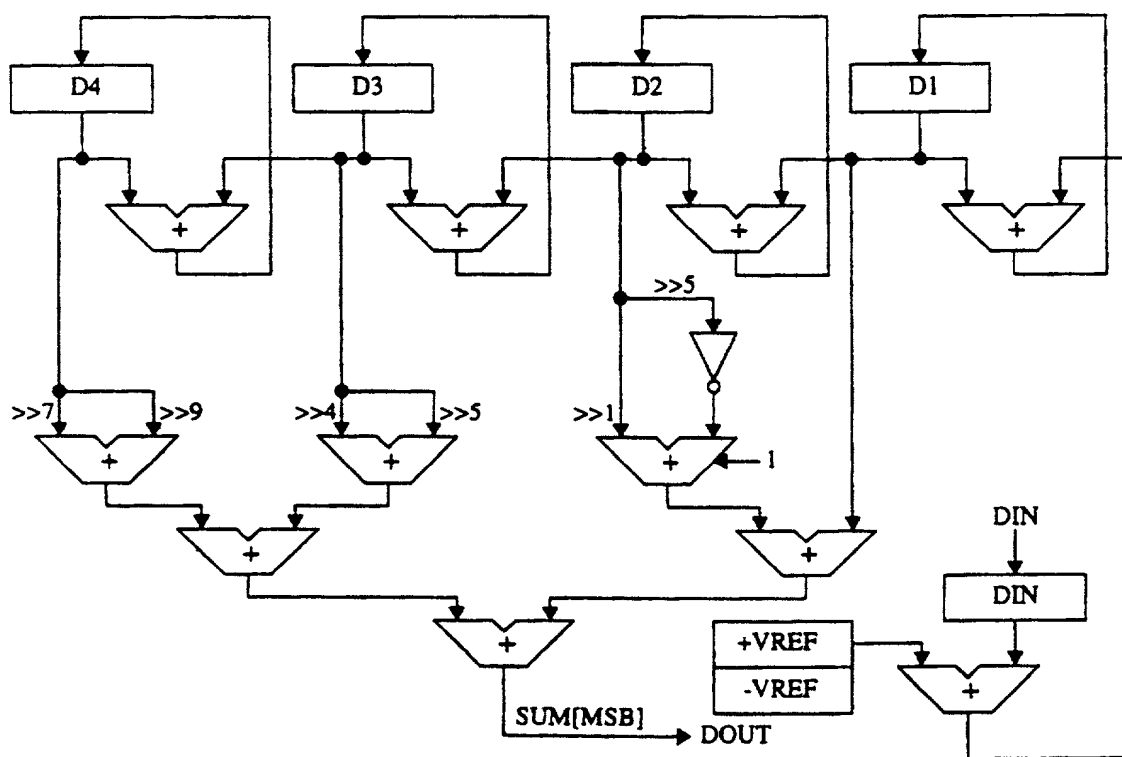 D4 D3 D2 D1
+ + + +
>>5
>>7 >>9 >>4 >>5 >>1
+ + + 1
+ + DIN
DIN
+ +VREF
-VREF +
SUM[MSB] DOUT